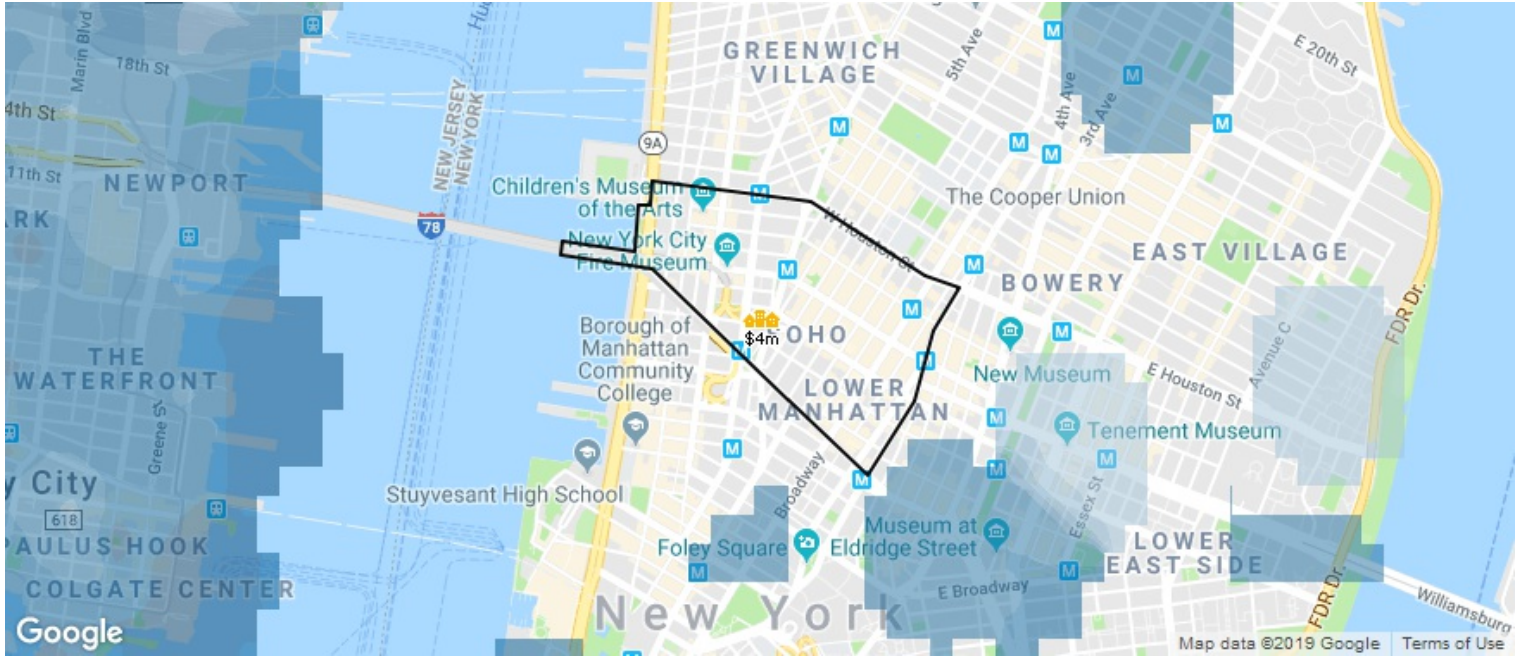 Marin Blvd
18th St
4th St
11th St
NEWPORT
ARK
NEW JERSEY
NEW YORK
78
9A
GREENWICH
VILLAGE
5th Ave
4th Ave
3rd Ave
E 20th St
M
M
M
M
M
Children's Museum
of the Arts
M
New York City
Fire Museum
M
W Houston St
The Cooper Union
EAST VILLAGE
M
BOWERY
FDR Dr.
Avenue C
THE
WATERFRONT
Greene St
Borough of
Manhattan
Community
College
$4m
OHO
M
M
M
M
LOWER
MANHATTAN
New Museum
E Houston St
M
Tenement Museum
M
M
M
Essex St
y City
618
Stuyvesant High School
Broadway
M
PAULUS HOOK
COLGATE CENTER
Foley Square
M
Museum at
Eldridge Street
M
E Broadway
LOWER
EAST SIDE
FDR Dr.
Williamsburg
New York
M
Google
Map data ©2019 Google
Terms of Use